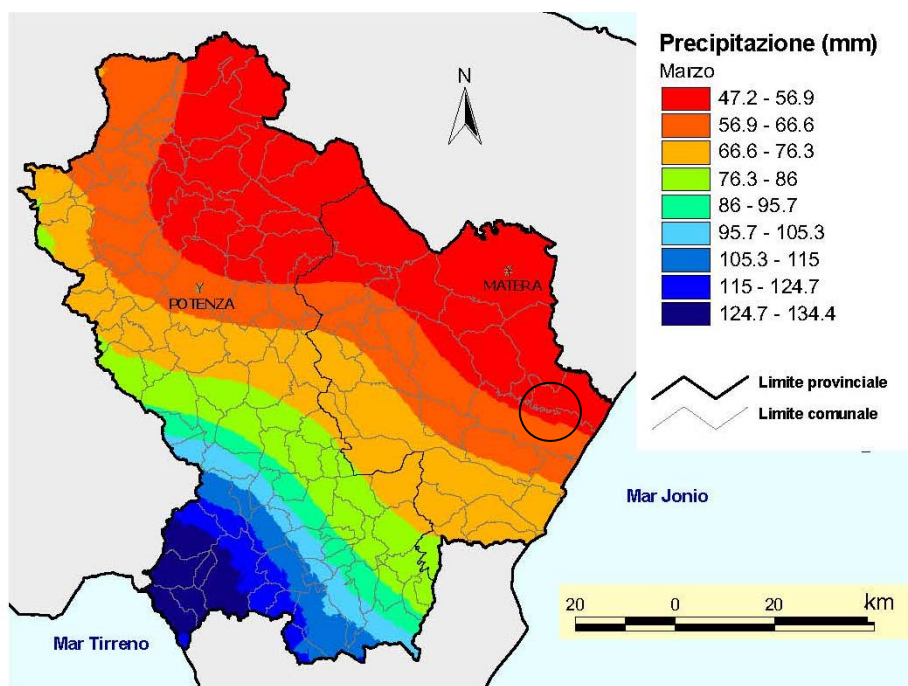 Precipitazione (mm)
Marzo
47.2 - 56.9
56.9 - 66.6
66.6 - 76.3
76.3 - 86
86 - 95.7
95.7 - 105.3
105.3 - 115
115 - 124.7
124.7 - 134.4
Limite provinciale
Limite comunale
N
MATERA
POTENZA
Mar Jonio
Mar Tirreno
20 0 20 km